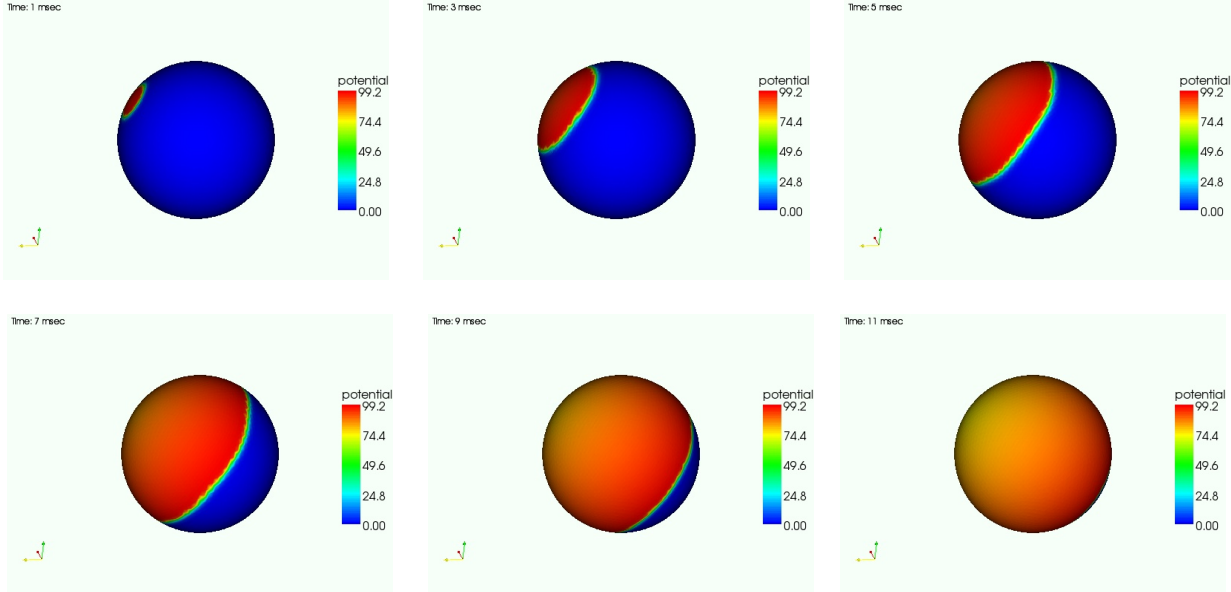 Time: 1 msec
potential
99.2
74.4
49.6
24.8
0.00
Time: 3 msec
potential
99.2
74.4
49.6
24.8
0.00
Time: 5 msec
potential
99.2
74.4
49.6
24.8
0.00
Time: 7 msec
potential
99.2
74.4
49.6
24.8
0.00
Time: 9 msec
potential
99.2
74.4
49.6
24.8
0.00
Time: 11 msec
potential
99.2
74.4
49.6
24.8
0.00